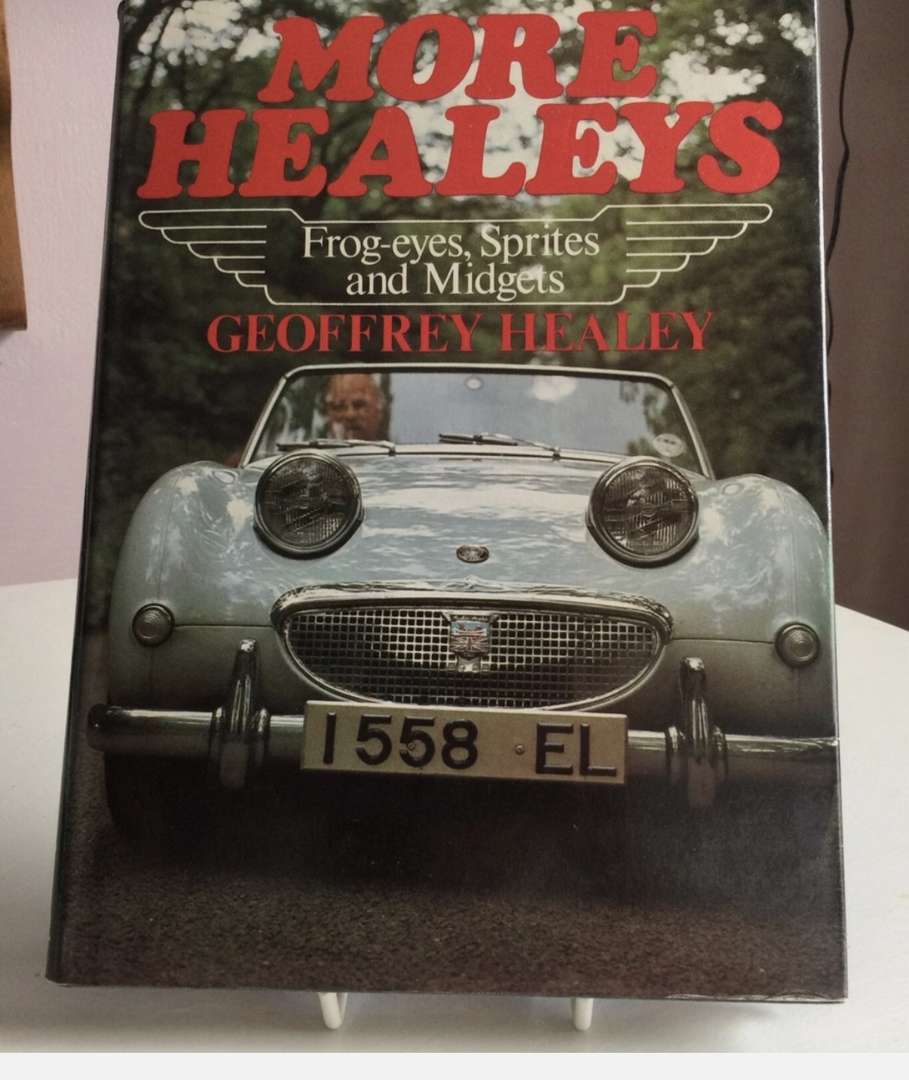 MORE
HEALEYS
Frog-eyes, Sprites
and Midgets
GEOFFREY HEALEY
1558 EL